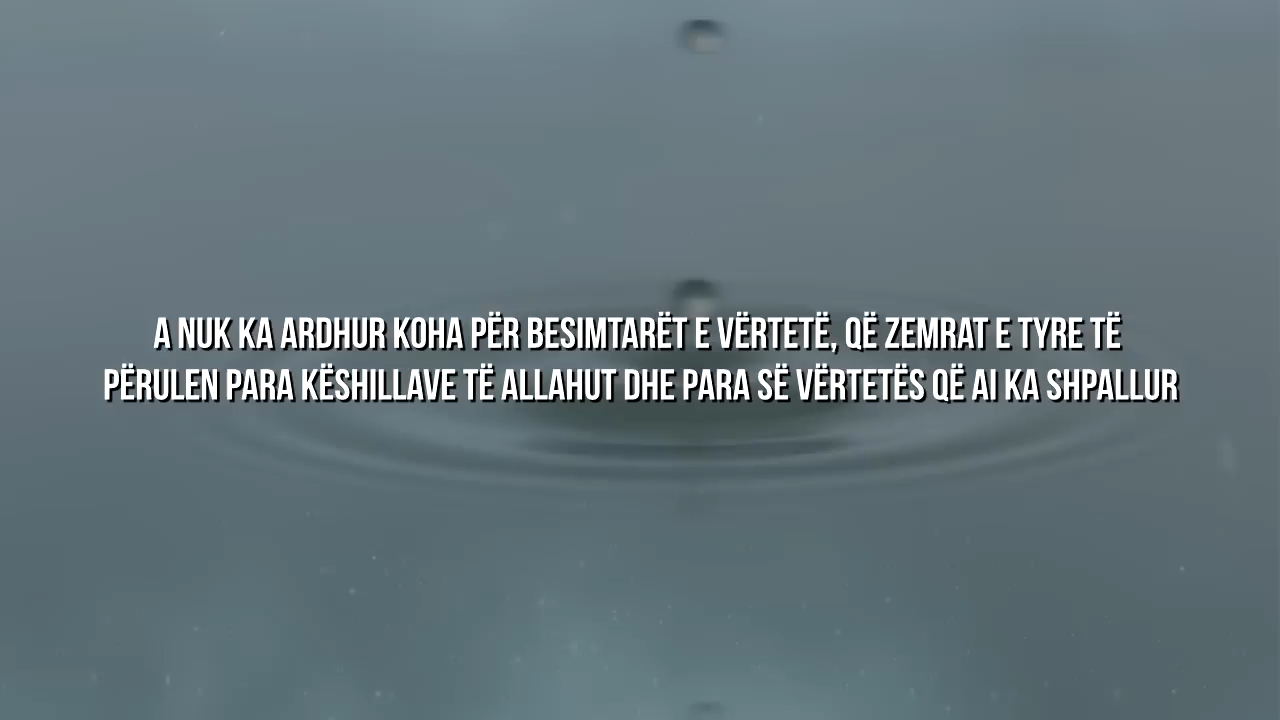 A NUK KA ARDHUR KOHA PËR BESIMTARËT E VËRTETË, QË ZEMRAT E TYRE TË
PËRULEN PARA KËSHILLAVE TË ALLAHUT DHE PARA SË VËRTETËS QË AI KA SHPALLUR